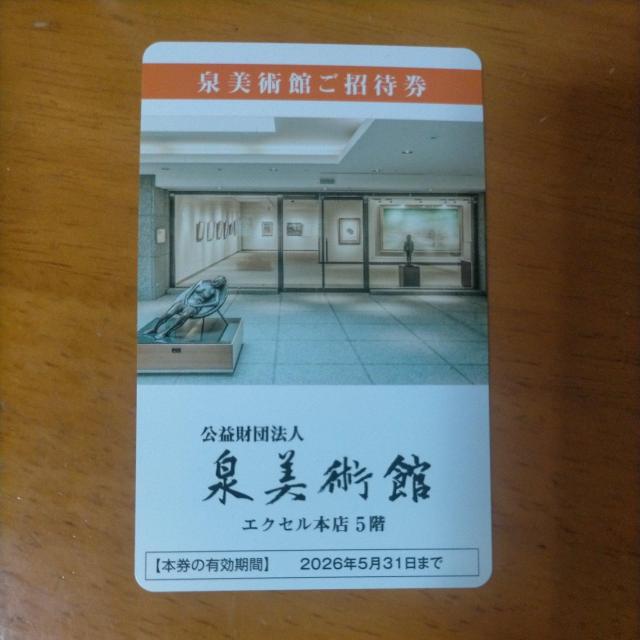 泉美術館ご招待券
公益財団法人
泉美術館
エクセル本店5階
【本券の有効期間】 2026年5月31日まで